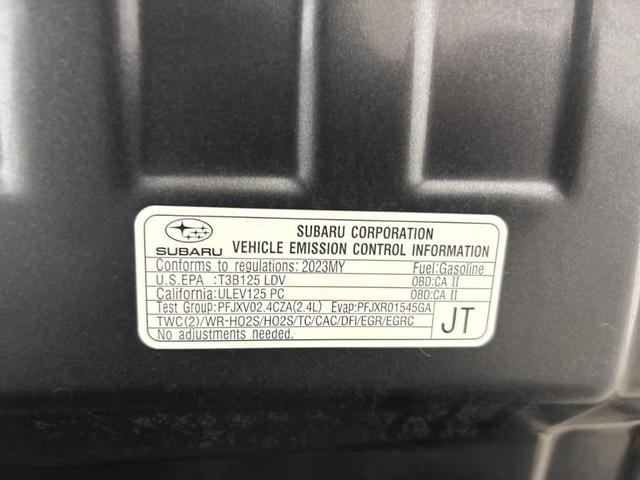 SUBARU CORPORATION
SUBARU VEHICLE EMISSION CONTROL INFORMATION
Conforms to regulations: 2023MY Fuel:Gasoline
U.S.EPA :T3B125 LDV OBD:CA II
California:ULEV125 PC OBD:CA II
Test Group:PFJXV02.4CZA(2.4L) Evap:PFJXR01545GA
TWC(2)/WR-HO2S/HO2S/TC/CAC/DFI/EGR/EGRC
No adjustments needed.
JT